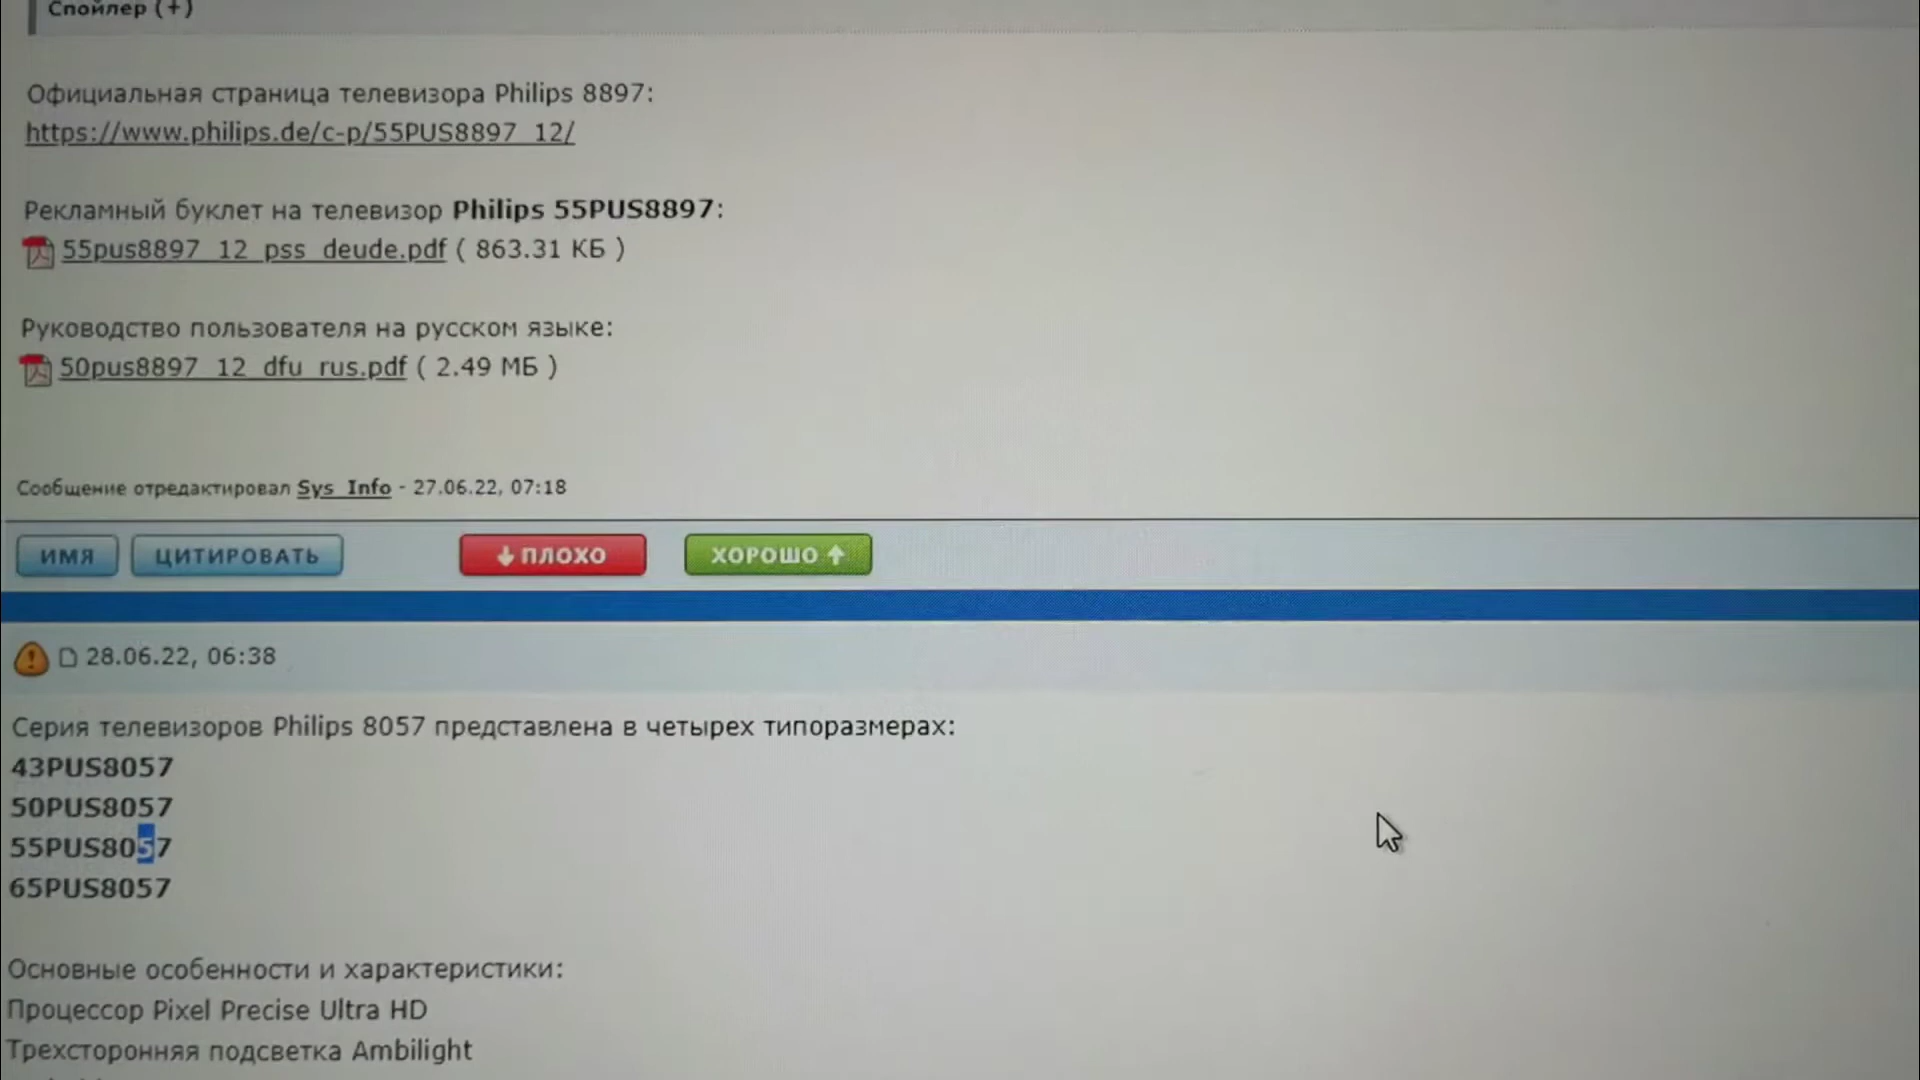 Спойлер (+)
Официальная страница телевизора Philips 8897:
https://www.philips.de/c-p/55PUS8897_12/
Рекламный буклет на телевизор Philips 55PUS8897:
55pus8897_12_pss_deude.pdf ( 863.31 КБ )
Руководство пользователя на русском языке:
50pus8897_12_dfu_rus.pdf ( 2.49 МБ )
Сообщение отредактировал Sys_Info - 27.06.22, 07:18
ИМЯ ЦИТИРОВАТЬ ПЛОХО ХОРОШО
28.06.22, 06:38
Серия телевизоров Philips 8057 представлена в четырех типоразмерах:
43PUS8057
50PUS8057
55PUS8057
65PUS8057
Основные особенности и характеристики:
Процессор Pixel Precise Ultra HD
Трехсторонняя подсветка Ambilight